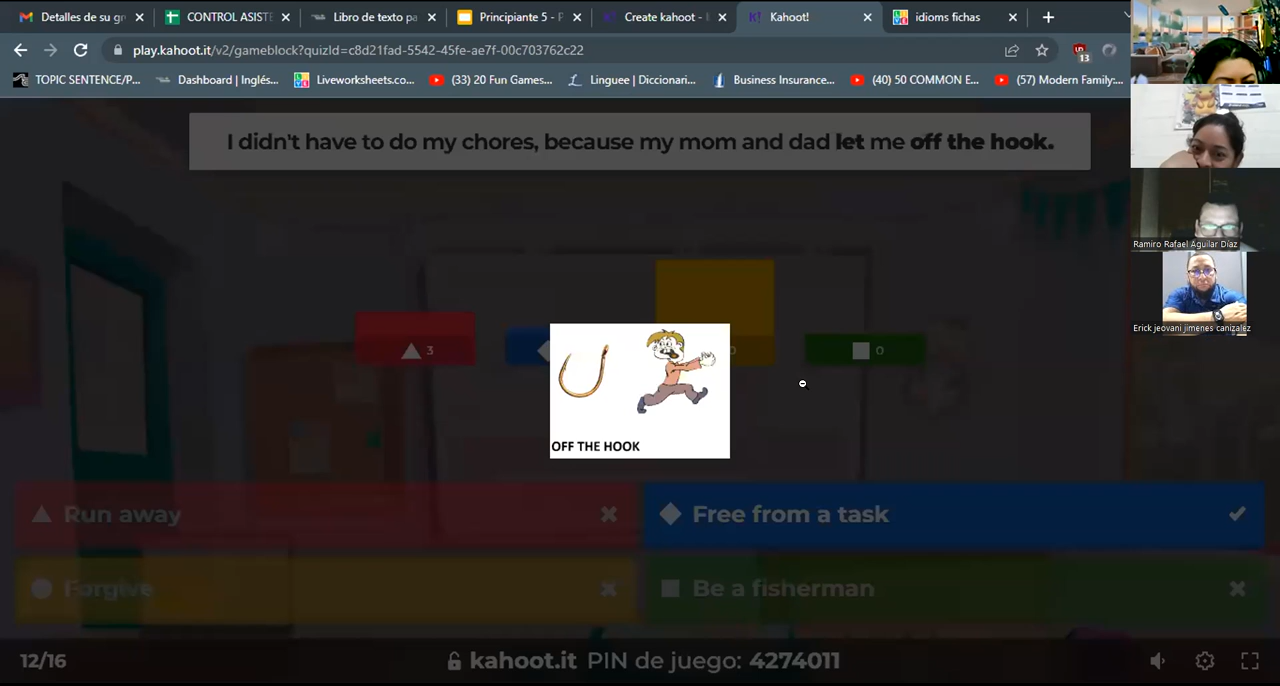 Detalles de su gr
CONTROL ASISTE
Libro de texto pa
Principiante 5 - P
Create kahoot -
Kahoot!
idioms fichas
play.kahoot.it/v2/gameblock?quizId=c8d21fad-5542-45fe-ae7f-00c703762c22
13
TOPIC SENTENCE/P...
Dashboard | Inglés...
Liveworksheets.co...
(33) 20 Fun Games...
Linguee | Diccionari...
Business Insurance...
(40) 50 COMMON E...
(57) Modern Family:...
I didn't have to do my chores, because my mom and dad let me off the hook.
Ramiro Rafael Aguilar Díaz
Erick jeovani jimenes canizalez
3
0
0
OFF THE HOOK
Run away
Free from a task
Forgive
Be a fisherman
12/16
kahoot.it PIN de juego: 4274011